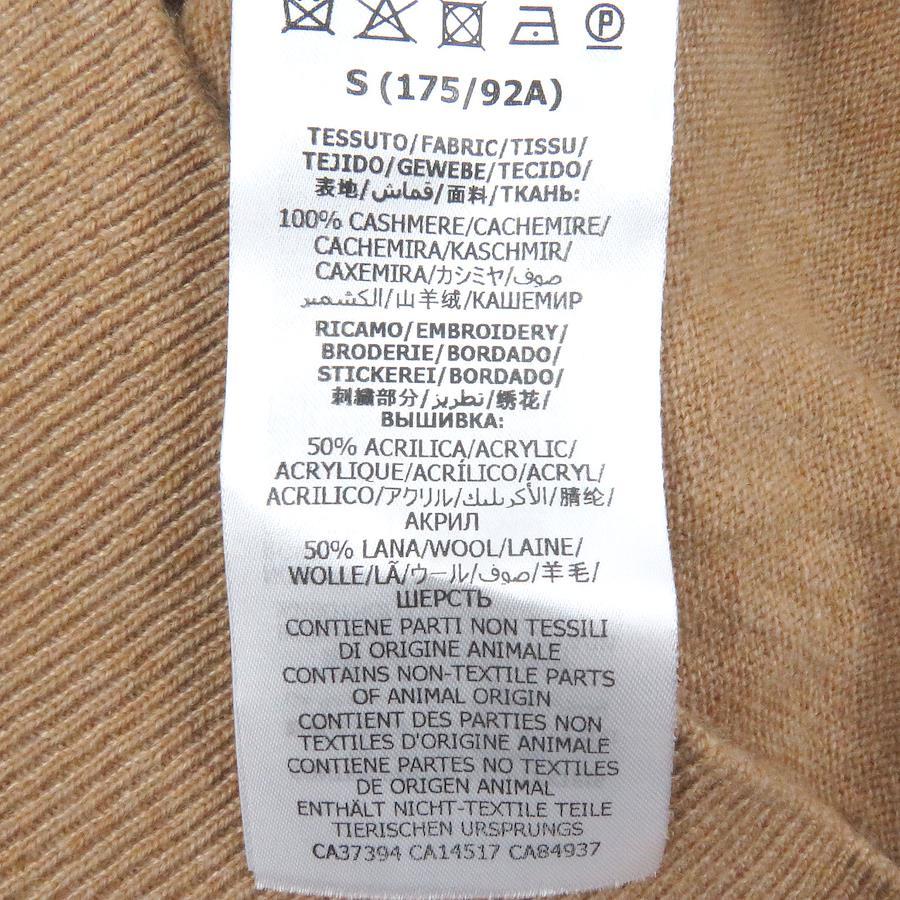 P
S (175/92A)
TESSUTO/FABRIC/TISSU/
TEJIDO/GEWEBE/TECIDO/
表地/قماش/面料/ТКАНЬ:
100% CASHMERE/CACHEMIRE/
CACHEMIRA/KASCHMIR/
CAXEMIRA/カシミヤ/صوف
الكشمير/山羊绒/КАШЕМИР
RICAMO/EMBROIDERY/
BRODERIE/BORDADO/
STICKEREI/BORDADO/
刺繍部分/تطريز/绣花/
ВЫШИВКА:
50% ACRILICA/ACRYLIC/
ACRYLIQUE/ACRÍLICO/ACRYL/
ACRILICO/アクリル/الأكريليك/腈纶/
АКРИЛ
50% LANA/WOOL/LAINE/
WOLLE/LÃ/ウール/صوف/羊毛/
ШЕРСТЬ
CONTIENE PARTI NON TESSILI
DI ORIGINE ANIMALE
CONTAINS NON-TEXTILE PARTS
OF ANIMAL ORIGIN
CONTIENT DES PARTIES NON
TEXTILES D'ORIGINE ANIMALE
CONTIENE PARTES NO TEXTILES
DE ORIGEN ANIMAL
ENTHÄLT NICHT-TEXTILE TEILE
TIERISCHEN URSPRUNGS
CA37394 CA14517 CA84937